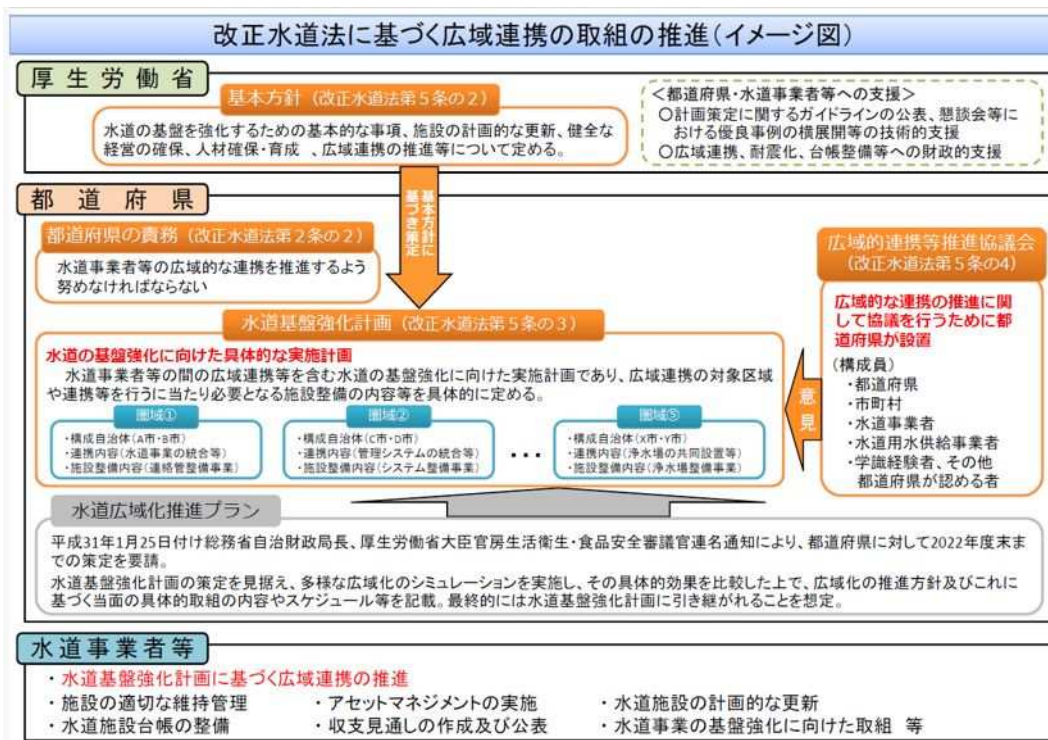 改正水道法に基づく広域連携の取組の推進(イメージ図)
厚生労働省
基本方針（改正水道法第５条の２）
水道の基盤を強化するための基本的な事項、施設の計画的な更新、健全な
経営の確保、人材確保・育成 、広域連携の推進等について定める。
＜都道府県・水道事業者等への支援＞
○計画策定に関するガイドラインの公表、懇談会等に
おける優良事例の横展開等の技術的支援
○広域連携、耐震化、台帳整備等への財政的支援
都道府県
基本方針に
基づき策定
都道府県の責務（改正水道法第２条の２）
水道事業者等の広域的な連携を推進するよう
努めなければならない
広域的連携等推進協議会
（改正水道法第５条の4）
広域的な連携の推進に関
して協議を行うために都
道府県が設置
(構成員)
・都道府県
・市町村
・水道事業者
・水道用水供給事業者
・学識経験者、その他
都道府県が認める者
意見
水道基盤強化計画（改正水道法第５条の３）
水道の基盤強化に向けた具体的な実施計画
水道事業者等の間の広域連携等を含む水道の基盤強化に向けた実施計画であり、広域連携の対象区域
や連携等を行うに当たり必要となる施設整備の内容等を具体的に定める。
圏域①
・構成自治体(A市・B市)
・連携内容(水道事業の統合等)
・施設整備内容(連絡管整備事業)
圏域②
・構成自治体(C市・D市)
・連携内容(管理システムの統合等)
・施設整備内容(システム整備事業)
・・・
圏域⑤
・構成自治体(X市・Y市)
・連携内容(浄水場の共同設置等)
・施設整備内容(浄水場整備事業)
水道広域化推進プラン
平成31年1月25日付け総務省自治財政局長、厚生労働省大臣官房生活衛生・食品安全審議官連名通知により、都道府県に対して2022年度末ま
での策定を要請。
水道基盤強化計画の策定を見据え、多様な広域化のシミュレーションを実施し、その具体的効果を比較した上で、広域化の推進方針及びこれに
基づく当面の具体的取組の内容やスケジュール等を記載。最終的には水道基盤強化計画に引き継がれることを想定。
水道事業者等
・ 水道基盤強化計画に基づく広域連携の推進
・ 施設の適切な維持管理
・ アセットマネジメントの実施
・ 水道施設の計画的な更新
・ 水道施設台帳の整備
・ 収支見通しの作成及び公表
・ 水道事業の基盤強化に向けた取組 等